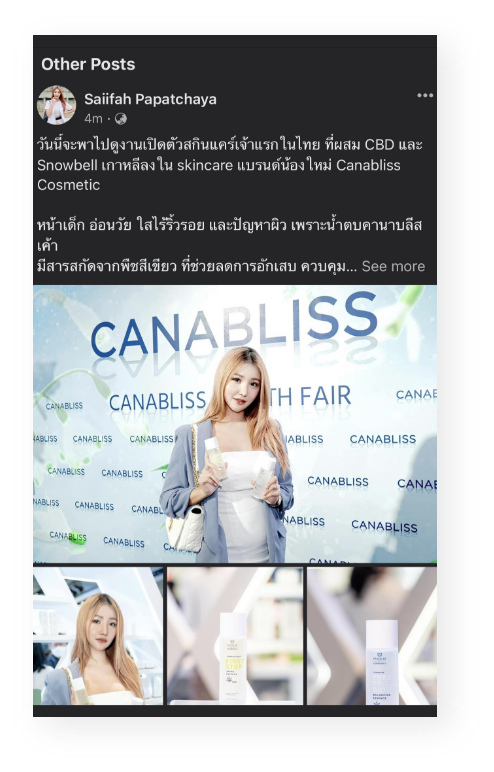 Other Posts
Saiifah Papatchaya
4m ·
วันนี้จะพาไปดูงานเปิดตัวสกินแคร์เจ้าแรกในไทย ที่ผสม CBD และ
Snowbell เกาหลีลงใน skincare แบรนด์น้องใหม่ Canabliss
Cosmetic
หน้าเด็ก อ่อนวัย ใสไร้ริ้วรอย และปัญหาผิว เพราะน้ำตบคานาบลีส
เค้า
มีสารสกัดจากพืชสีเขียว ที่ช่วยลดการอักเสบ ควบคุม... See more
CANABLISS
CANABLISS TH FAIR
CANABLISS
CANAB
NABLISS CANABLISS CANABLISS
IABLISS CANABLISS
CANABLISS CANABLISS
CANABLISS CANA
NABLISS CANABLISS CANABL
NABLISS CANABLISS
CANABLISS CANABLISS